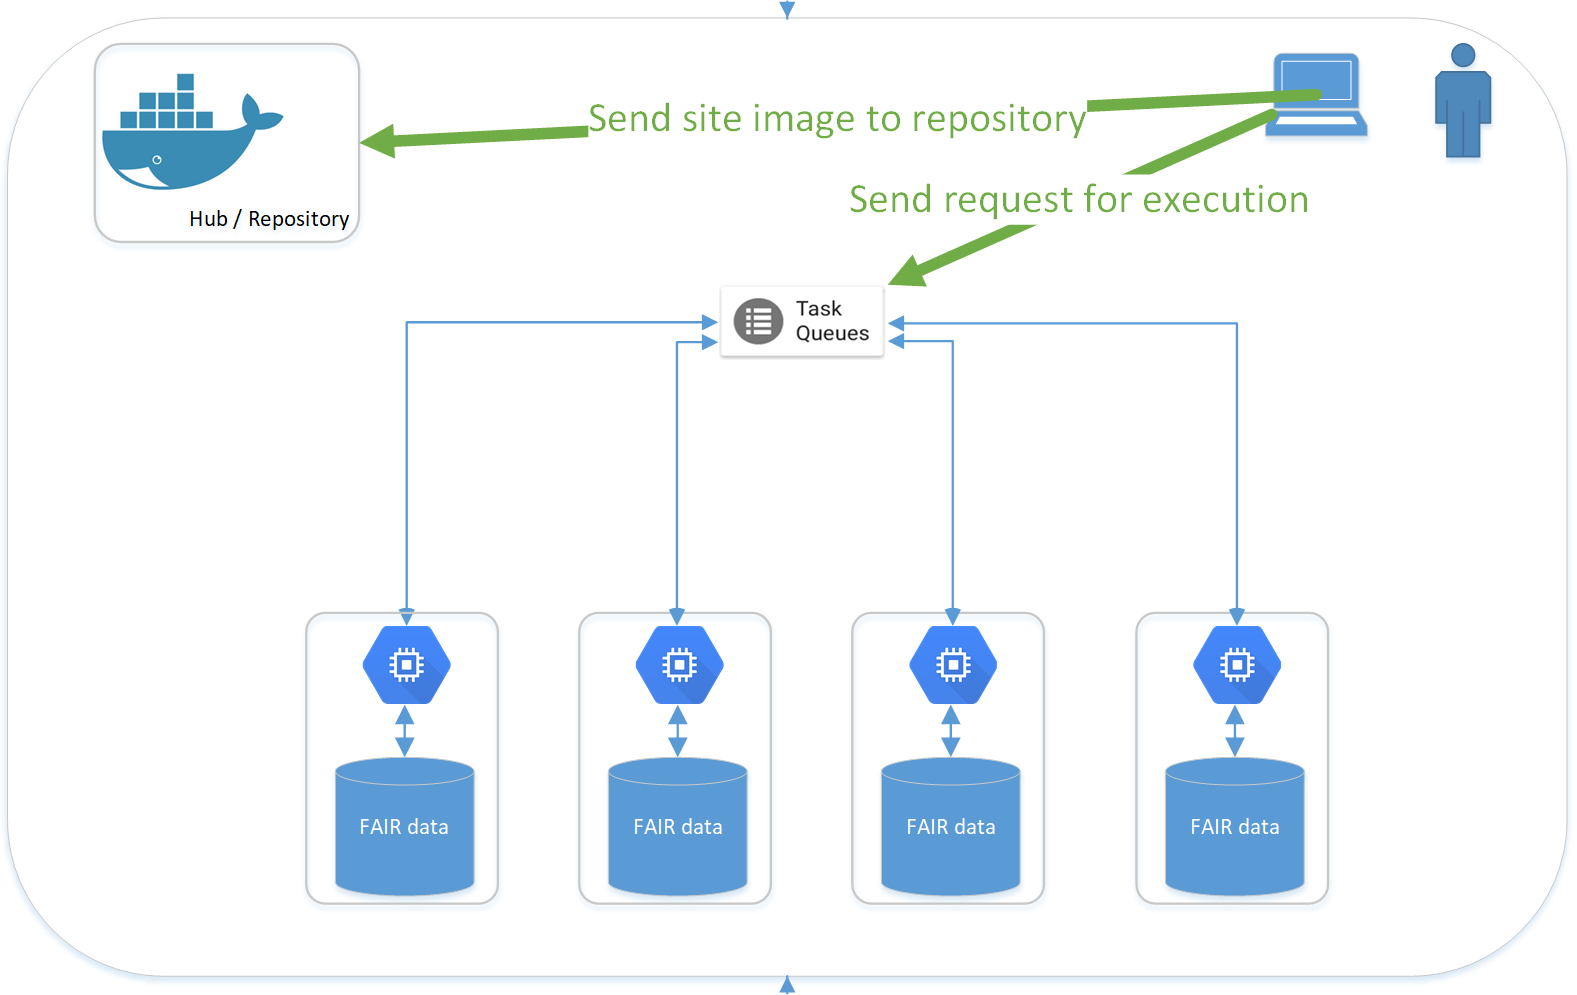 Send site image to repository
Hub / Repository
Send request for execution
Task
Queues
FAIR data
FAIR data
FAIR data
FAIR data